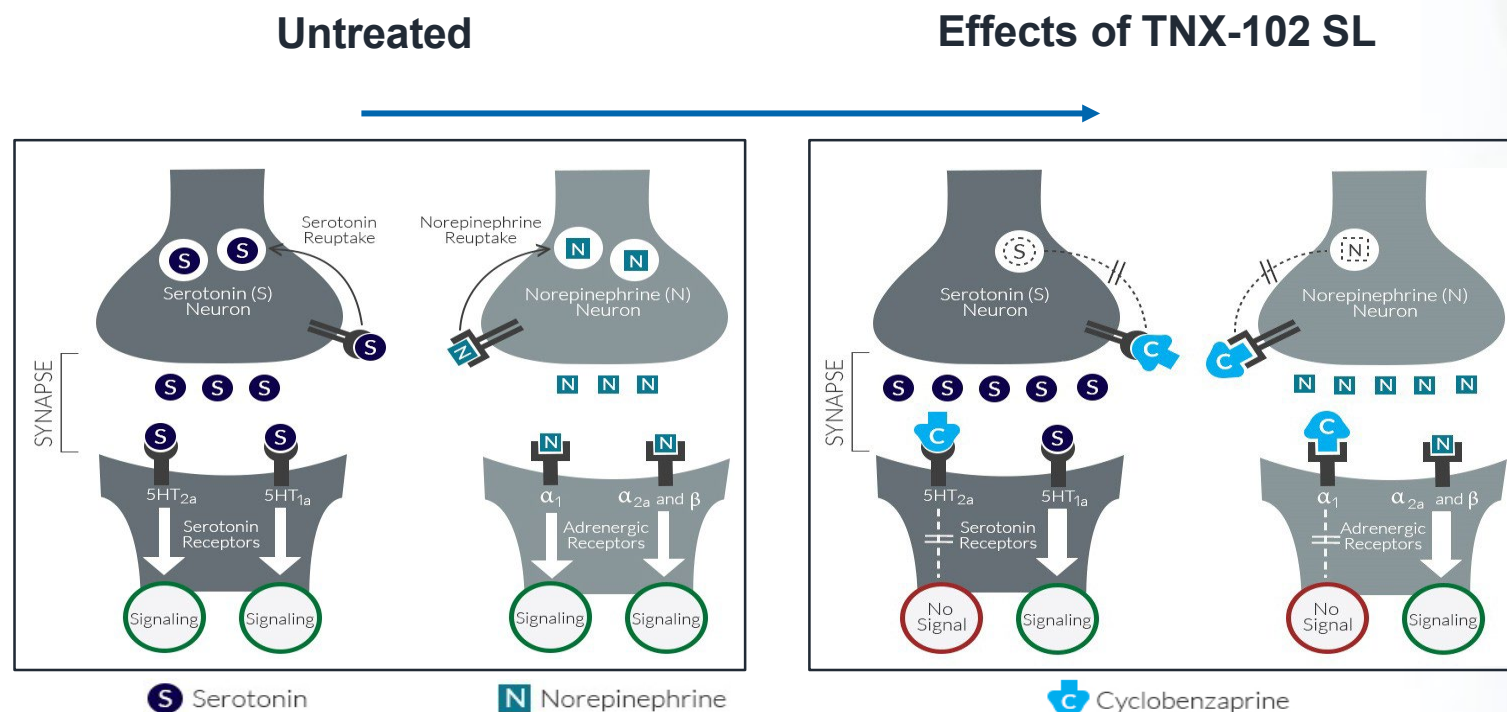 Untreated
Effects of TNX-102 SL
Serotonin
Reuptake
Norepinephrine
Reuptake
S
S
N
N
Serotonin (S)
Neuron
Norepinephrine (N)
Neuron
S
N
SYNAPSE
S S S
N N N
S
S
N
N
5HT2a
5HT1a
α1
α2a and β
Serotonin
Receptors
Adrenergic
Receptors
Signaling
Signaling
Signaling
Signaling
S
N
Serotonin (S)
Neuron
Norepinephrine (N)
Neuron
C
C
SYNAPSE
S S S S S
N N N N N
C
S
C
N
5HT2a
5HT1a
α1
α2a and β
Serotonin
Receptors
Adrenergic
Receptors
No
Signal
Signaling
No
Signal
Signaling
S Serotonin
N Norepinephrine
C Cyclobenzaprine